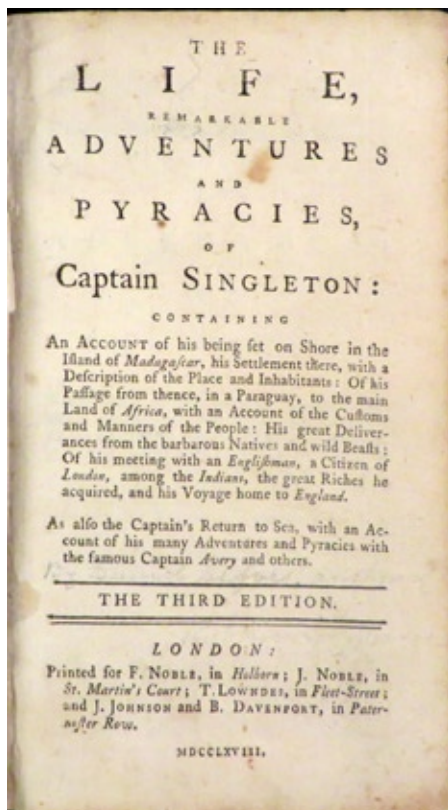 THE
LIFE,
REMARKABLE
ADVENTURES
AND
PYRACIES,
OF
Captain SINGLETON:
CONTAINING
An ACCOUNT of his being ſet on Shore in the
Iſland of Madagaſcar, his Settlement there, with a
Deſcription of the Place and Inhabitants: Of his
Paſſage from thence, in a Paraguay, to the main
Land of Africa, with an Account of the Cuſtoms
and Manners of the People: His great Deliver-
ances from the barbarous Natives and wild Beaſts:
Of his meeting with an Engliſhman, a Citizen of
London, among the Indians, the great Riches he
acquired, and his Voyage home to England.
As alſo the Captain's Return to Sea, with an Ac-
count of his many Adventures and Pyracies with
the famous Captain Avery and others.
THE THIRD EDITION.
LONDON:
Printed for F. NOBLE, in Holborn; J. NOBLE, in
St. Martin's Court; T. LOWNDES, in Fleet-Street;
and J. JOHNSON and B. DAVENPORT, in Pater-
noſter Row.
MDCCLXVIII.